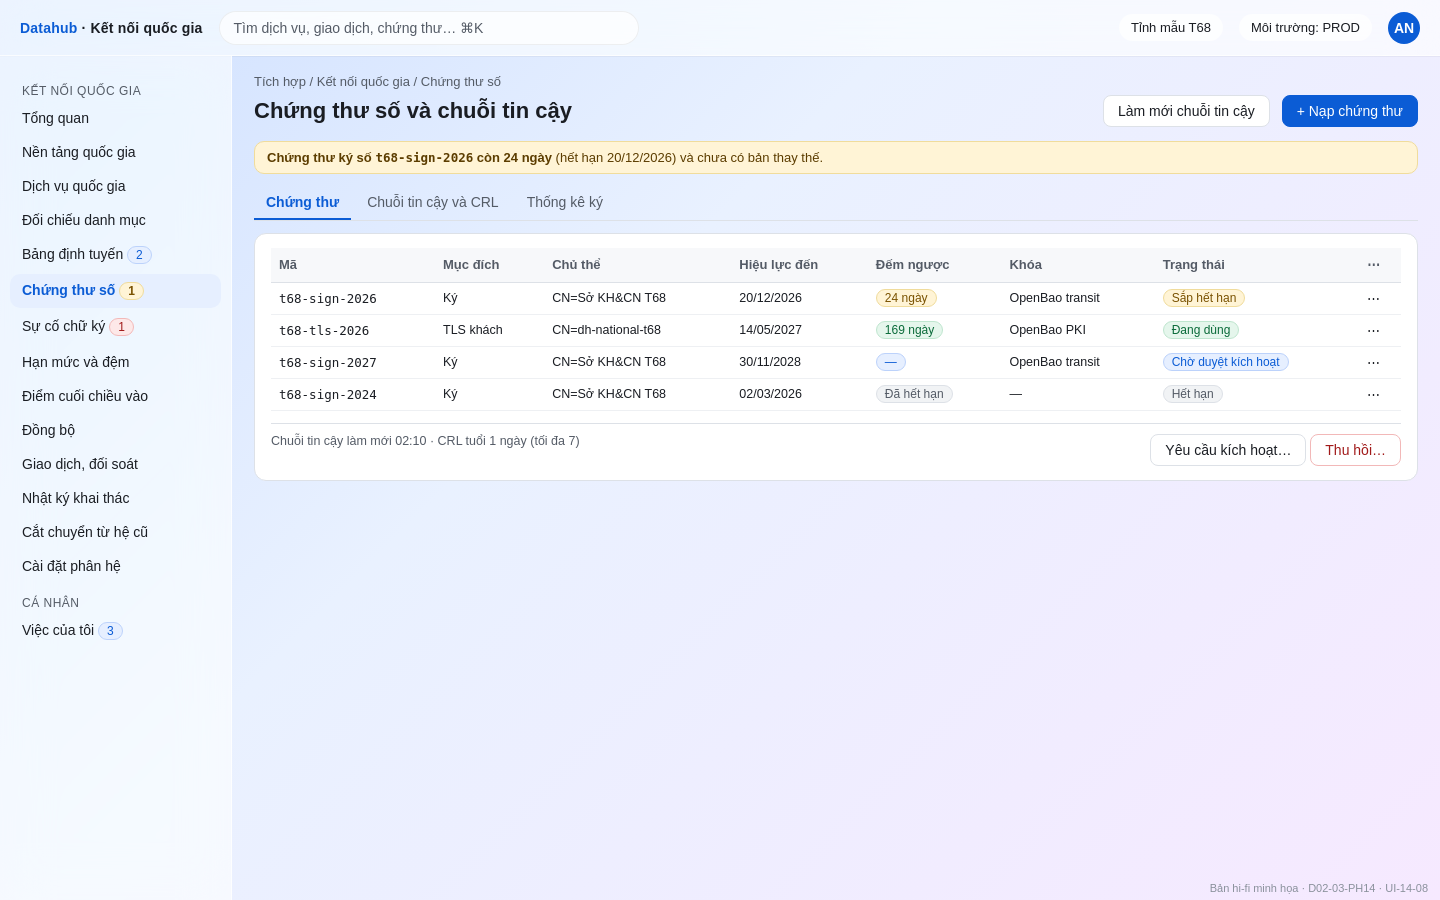 Datahub · Kết nối quốc gia
Tìm dịch vụ, giao dịch, chứng thư… ⌘K
Tỉnh mẫu T68
Môi trường: PROD
AN
KẾT NỐI QUỐC GIA
Tổng quan
Nền tảng quốc gia
Dịch vụ quốc gia
Đối chiếu danh mục
Bảng định tuyến 2
Chứng thư số 1
Sự cố chữ ký 1
Hạn mức và đệm
Điểm cuối chiều vào
Đồng bộ
Giao dịch, đối soát
Nhật ký khai thác
Cắt chuyển từ hệ cũ
Cài đặt phân hệ
CÁ NHÂN
Việc của tôi 3
Tích hợp / Kết nối quốc gia / Chứng thư số
Chứng thư số và chuỗi tin cậy
Làm mới chuỗi tin cậy
+ Nạp chứng thư
Chứng thư ký số t68-sign-2026 còn 24 ngày (hết hạn 20/12/2026) và chưa có bản thay thế.
Chứng thư Chuỗi tin cậy và CRL Thống kê ký
Mã Mục đích Chủ thể Hiệu lực đến Đếm ngược Khóa Trạng thái ⋯
t68-sign-2026 Ký CN=Sở KH&CN T68 20/12/2026 24 ngày OpenBao transit Sắp hết hạn ⋯
t68-tls-2026 TLS khách CN=dh-national-t68 14/05/2027 169 ngày OpenBao PKI Đang dùng ⋯
t68-sign-2027 Ký CN=Sở KH&CN T68 30/11/2028 — OpenBao transit Chờ duyệt kích hoạt ⋯
t68-sign-2024 Ký CN=Sở KH&CN T68 02/03/2026 Đã hết hạn — Hết hạn ⋯
Chuỗi tin cậy làm mới 02:10 · CRL tuổi 1 ngày (tối đa 7)
Yêu cầu kích hoạt…
Thu hồi…
Bản hi-fi minh họa · D02-03-PH14 · UI-14-08